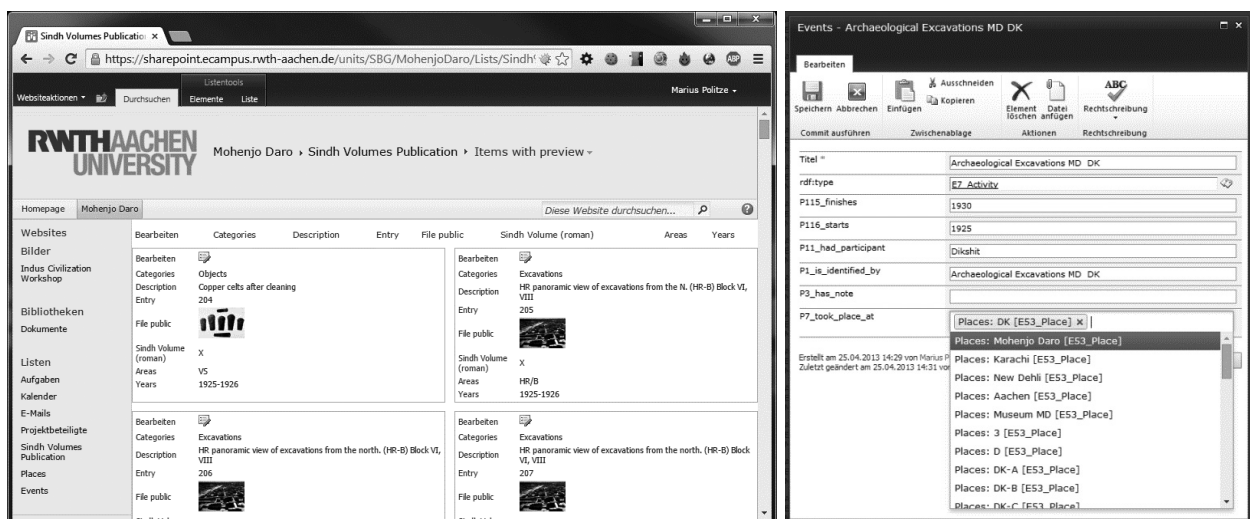 Sindh Volumes Publicatio
https://sharepoint.ecampus.rwth-aachen.de/units/SBG/MohenjoDaro/Lists/Sindh
ABP
Listentools
Websiteaktionen
Durchsuchen Elemente Liste
Marius Politze
RWTHAACHEN
UNIVERSITY
Mohenjo Daro Sindh Volumes Publication Items with preview
Homepage Mohenjo Daro
Diese Website durchsuchen...
Websites
Bilder
Indus Civilization
Workshop
Bibliotheken
Dokumente
Listen
Aufgaben
Kalender
E-Mails
Projektbeteiligte
Sindh Volumes
Publication
Places
Events
Bearbeiten Categories Description Entry File public Sindh Volume (roman) Areas Years
Bearbeiten
Categories Objects
Description Copper celts after cleaning
Entry 204
File public
Sindh Volume
(roman) X
Areas VS
Years 1925-1926
Bearbeiten
Categories Excavations
Description HR panoramic view of excavations from the N. (HR-B) Block VI,
VIII
Entry 205
File public
Sindh Volume
(roman) X
Areas HR/B
Years 1925-1926
Bearbeiten
Categories Excavations
Description HR panoramic view of excavations from the north. (HR-B) Block VI,
VIII
Entry 206
File public
Bearbeiten
Categories Excavations
Description HR panoramic view of excavations from the north. (HR-B) Block
VI, VIII
Entry 207
File public
Events - Archaeological Excavations MD DK
Bearbeiten
Speichern Abbrechen
Commit ausführen
Einfügen
Ausschneiden
Kopieren
Zwischenablage
Element löschen
Datei anfügen
Aktionen
ABC
Rechtschreibung
Rechtschreibung
Titel * Archaeological Excavations MD DK
rdf:type E7_Activity
P115_finishes 1930
P116_starts 1925
P11_had_participant Dikshit
P1_is_identified_by Archaeological Excavations MD DK
P3_has_note
P7_took_place_at Places: DK [E53_Place] x
Places: Mohenjo Daro [E53_Place]
Places: Karachi [E53_Place]
Places: New Dehli [E53_Place]
Places: Aachen [E53_Place]
Places: Museum MD [E53_Place]
Places: 3 [E53_Place]
Places: D [E53_Place]
Places: DK-A [E53_Place]
Places: DK-B [E53_Place]
Places: DK-C [E53_Place]
Erstellt am 25.04.2013 14:29 von Marius P
Zuletzt geändert am 25.04.2013 14:31 vor